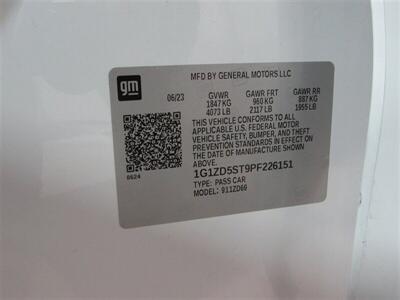 gm
MFD BY GENERAL MOTORS LLC
06/23 GVWR GAWR FRT GAWR RR
1847 KG 960 KG 887 KG
4073 LB 2117 LB 1955 LB
THIS VEHICLE CONFORMS TO ALL
APPLICABLE U.S. FEDERAL MOTOR
VEHICLE SAFETY, BUMPER, AND THEFT
PREVENTION STANDARDS IN EFFECT ON
THE DATE OF MANUFACTURE SHOWN
ABOVE.
1G1ZD5ST9PF226151
TYPE: PASS CAR
MODEL: 911ZD69
8624